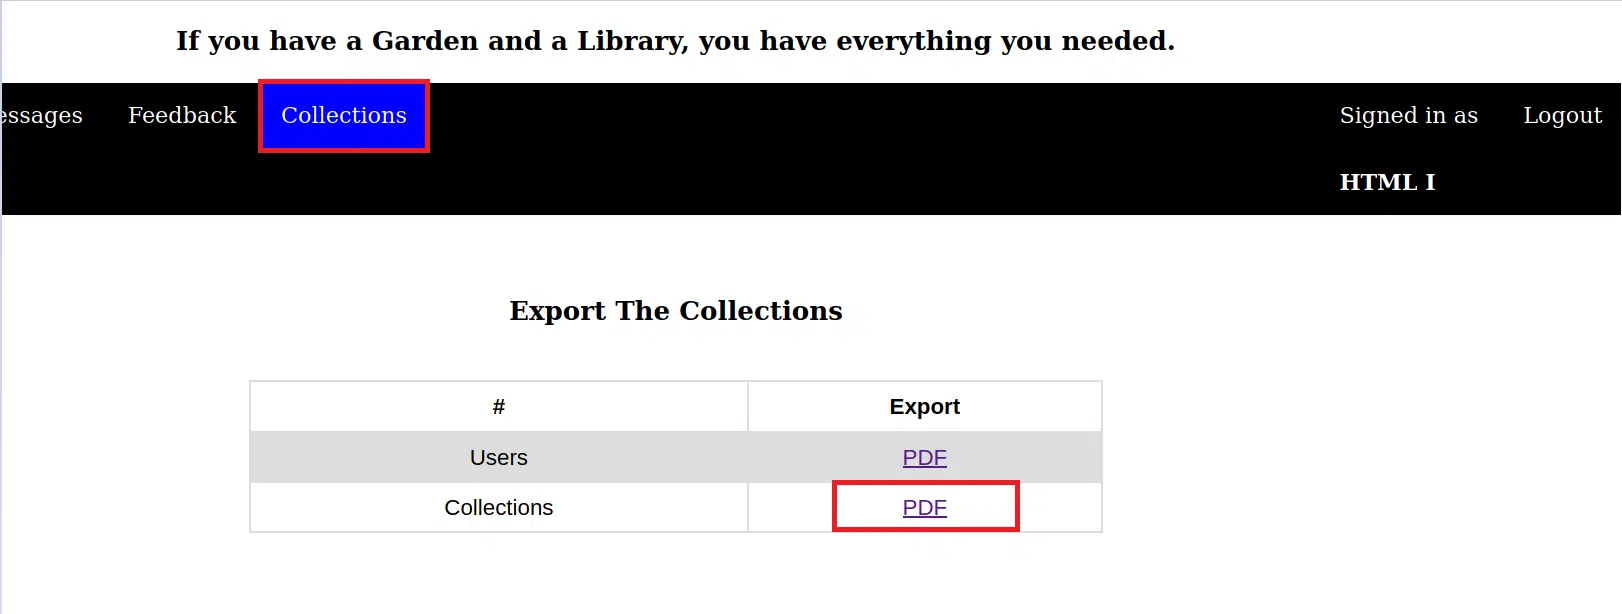 If you have a Garden and a Library, you have everything you needed.
essages Feedback Collections Signed in as Logout
HTML I
Export The Collections
# Export
Users PDF
Collections PDF